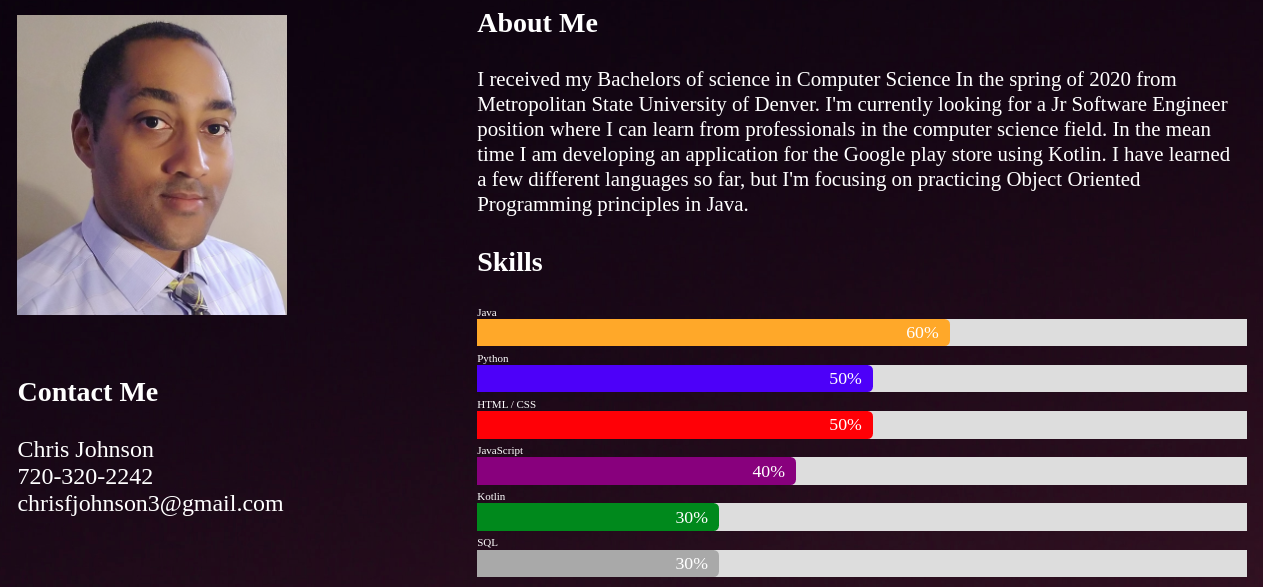 About Me
I received my Bachelors of science in Computer Science In the spring of 2020 from
Metropolitan State University of Denver. I'm currently looking for a Jr Software Engineer
position where I can learn from professionals in the computer science field. In the mean
time I am developing an application for the Google play store using Kotlin. I have learned
a few different languages so far, but I'm focusing on practicing Object Oriented
Programming principles in Java.
Skills
Java
60%
Python
50%
HTML / CSS
50%
JavaScript
40%
Kotlin
30%
SQL
30%
Contact Me
Chris Johnson
720-320-2242
chrisfjohnson3@gmail.com